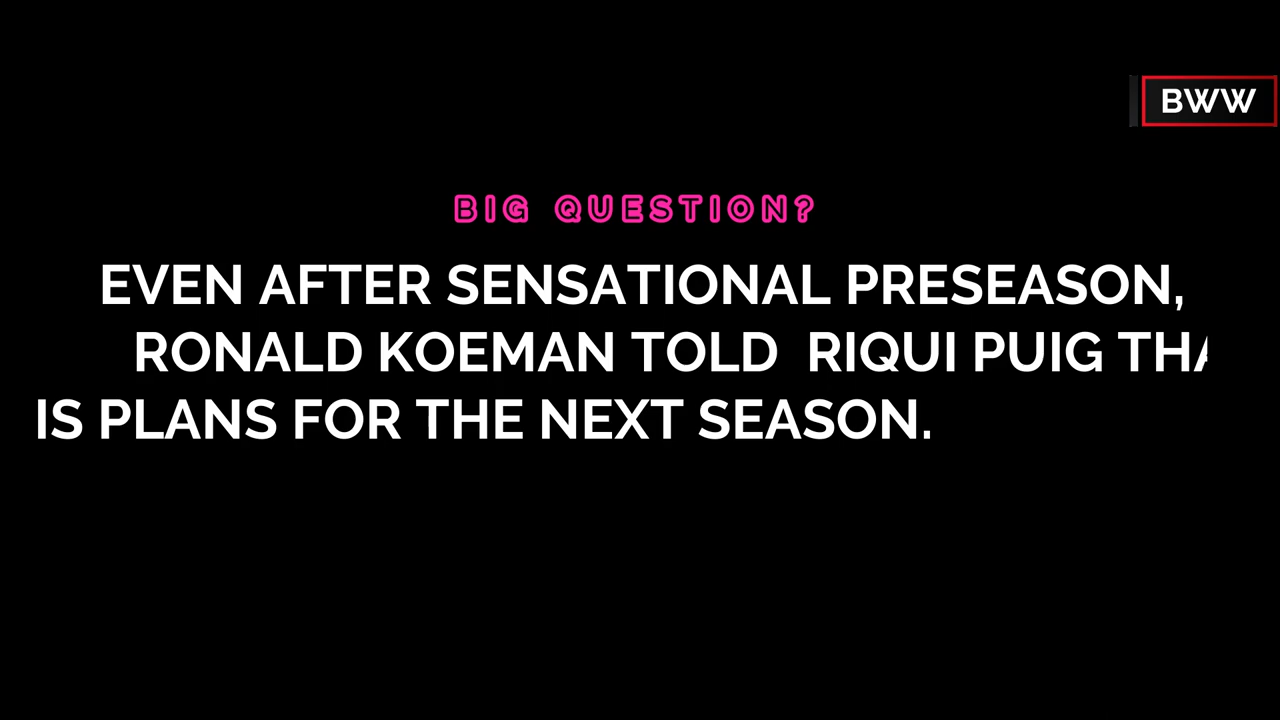 BWW
BIG QUESTION?
EVEN AFTER SENSATIONAL PRESEASON,
RONALD KOEMAN TOLD RIQUI PUIG
IS PLANS FOR THE NEXT SEASON.